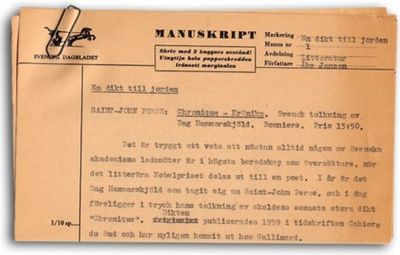 SVENSKA DAGBLADET
MANUSKRIPT
Skriv med 2 kuggars avstånd!
Utnyttja hela pappersbredden
frånsett marginalen
Markering En dikt till jorden
Manus nr 1
Avdelning Litteratur
Författare Åke Janzon
En dikt till jorden
SAINT-JOHN PERSE: Chronique - Krönika. Svensk tolkning av
Dag Hammarskjöld. Bonniers. Pris 13:50.
Det är tryggt att veta att nästan alltid någon av Svenska
akademiens ledamöter är i högsta beredskap som översättare, när
det litterära Nobelpriset delas ut till en poet. I år är det
Dag Hammarskjöld som tagit sig an Saint-John Perse, och i dag
föreligger i tryck hans tolkning av skaldens senaste stora dikt
Dikten
"Chronique". publicerades 1959 i tidskriften Cahiers
du Sud och har nyligen kommit ut hos Gallimard.
1/10 sp